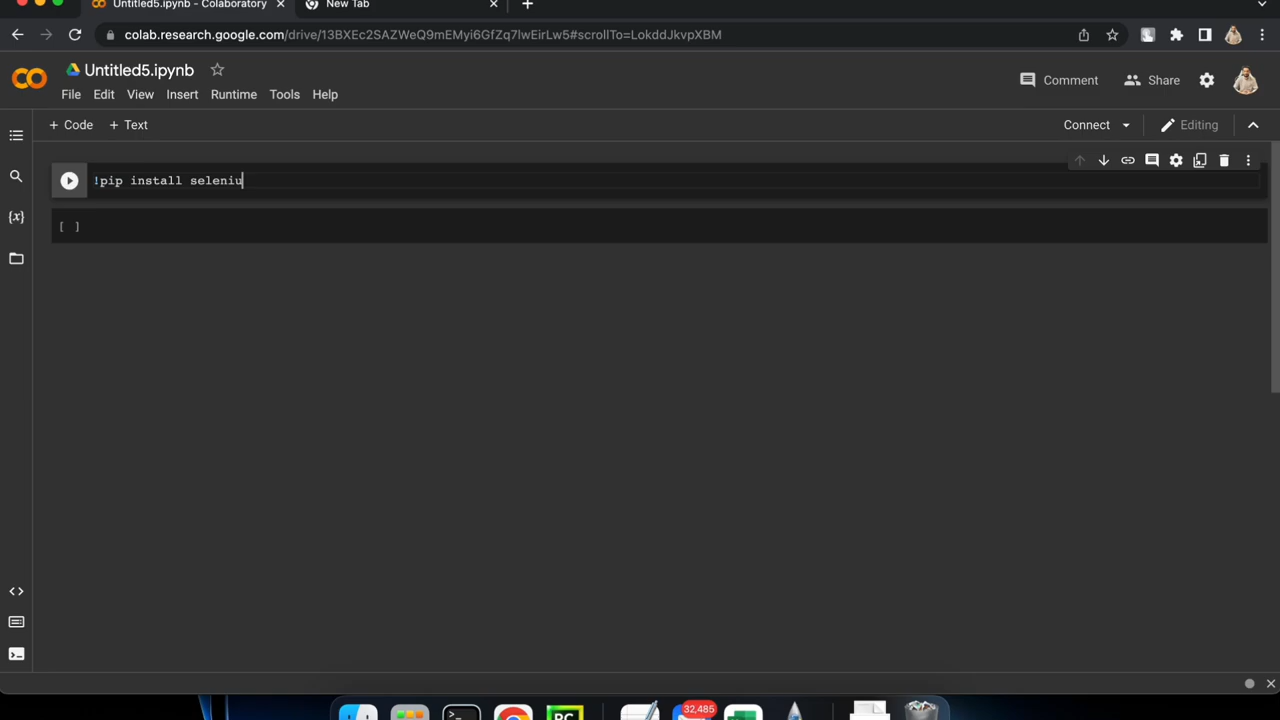 Untitled5.ipynb - Colaboratory
New Tab
colab.research.google.com/drive/13BXEc2SAZWeQ9mEMyi6GfZq7lwEirLw5#scrollTo=LokddJkvpXBM
Untitled5.ipynb
Comment
Share
File Edit View Insert Runtime Tools Help
+ Code + Text
Connect
Editing
!pip install seleniu
{x}
[ ]
32,485
PC